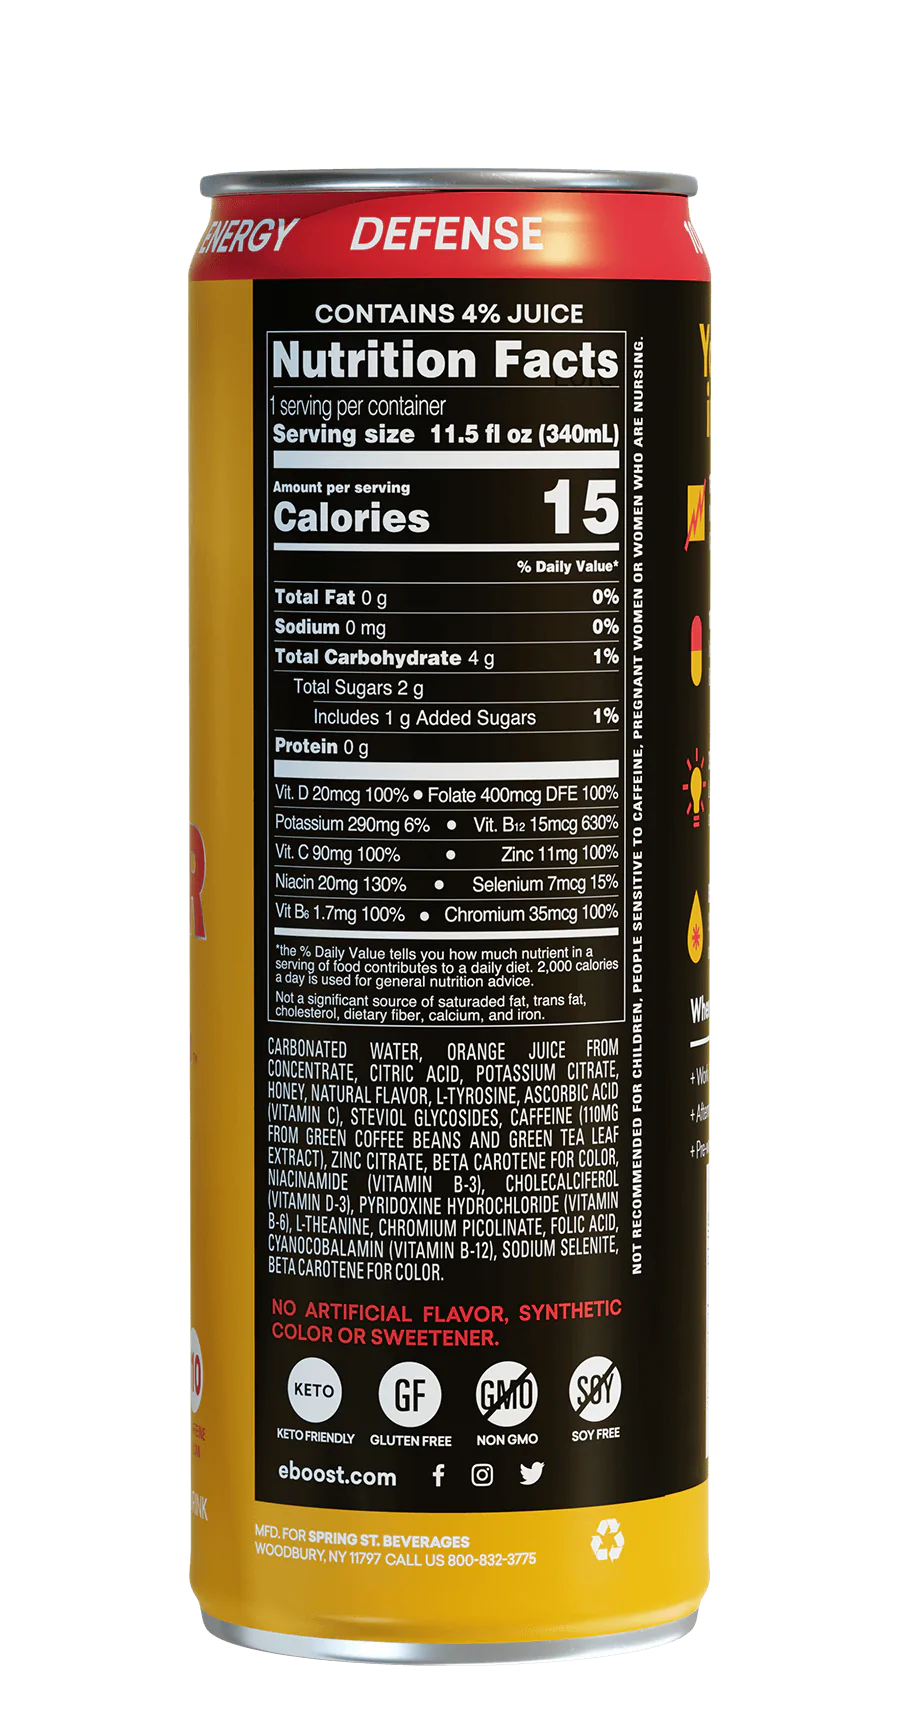 ENERGY DEFENSE
CONTAINS 4% JUICE
Nutrition Facts
1 serving per container
Serving size 11.5 fl oz (340mL)
Amount per serving
Calories 15
% Daily Value*
Total Fat 0 g 0%
Sodium 0 mg 0%
Total Carbohydrate 4 g 1%
Total Sugars 2 g
Includes 1 g Added Sugars 1%
Protein 0 g
Vit. D 20mcg 100% • Folate 400mcg DFE 100%
Potassium 290mg 6% • Vit. B12 15mcg 630%
Vit. C 90mg 100% • Zinc 11mg 100%
Niacin 20mg 130% • Selenium 7mcg 15%
Vit B6 1.7mg 100% • Chromium 35mcg 100%
*the % Daily Value tells you how much nutrient in a
serving of food contributes to a daily diet. 2,000 calories
a day is used for general nutrition advice.
Not a significant source of saturaded fat, trans fat,
cholesterol, dietary fiber, calcium, and iron.
NOT RECOMMENDED FOR CHILDREN, PEOPLE SENSITIVE TO CAFFEINE, PREGNANT WOMEN OR WOMEN WHO ARE NURSING.
CARBONATED WATER, ORANGE JUICE FROM
CONCENTRATE, CITRIC ACID, POTASSIUM CITRATE,
HONEY, NATURAL FLAVOR, L-TYROSINE, ASCORBIC ACID
(VITAMIN C), STEVIOL GLYCOSIDES, CAFFEINE (110MG
FROM GREEN COFFEE BEANS AND GREEN TEA LEAF
EXTRACT), ZINC CITRATE, BETA CAROTENE FOR COLOR,
NIACINAMIDE (VITAMIN B-3), CHOLECALCIFEROL
(VITAMIN D-3), PYRIDOXINE HYDROCHLORIDE (VITAMIN
B-6), L-THEANINE, CHROMIUM PICOLINATE, FOLIC ACID,
CYANOCOBALAMIN (VITAMIN B-12), SODIUM SELENITE,
BETA CAROTENE FOR COLOR.
NO ARTIFICIAL FLAVOR, SYNTHETIC
COLOR OR SWEETENER.
KETO GF GMO SOY
KETO FRIENDLY GLUTEN FREE NON GMO SOY FREE
eboost.com
MFD. FOR SPRING ST. BEVERAGES
WOODBURY, NY 11797 CALL US 800-832-3775